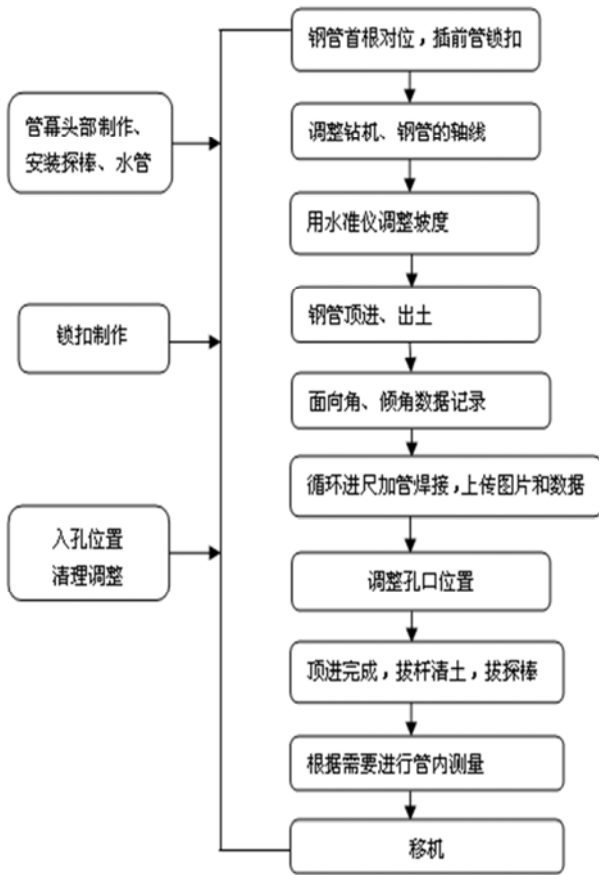 钢管首根对位，插前管锁扣
管幕头部制作、
安装探棒、水管
调整钻机、钢管的轴线
用水准仪调整坡度
锁扣制作
钢管顶进、出土
面向角、倾角数据记录
循环进尺加管焊接，上传图片和数据
入孔位置
清理调整
调整孔口位置
顶进完成，拔杆清土，拔探棒
根据需要进行管内测量
移机